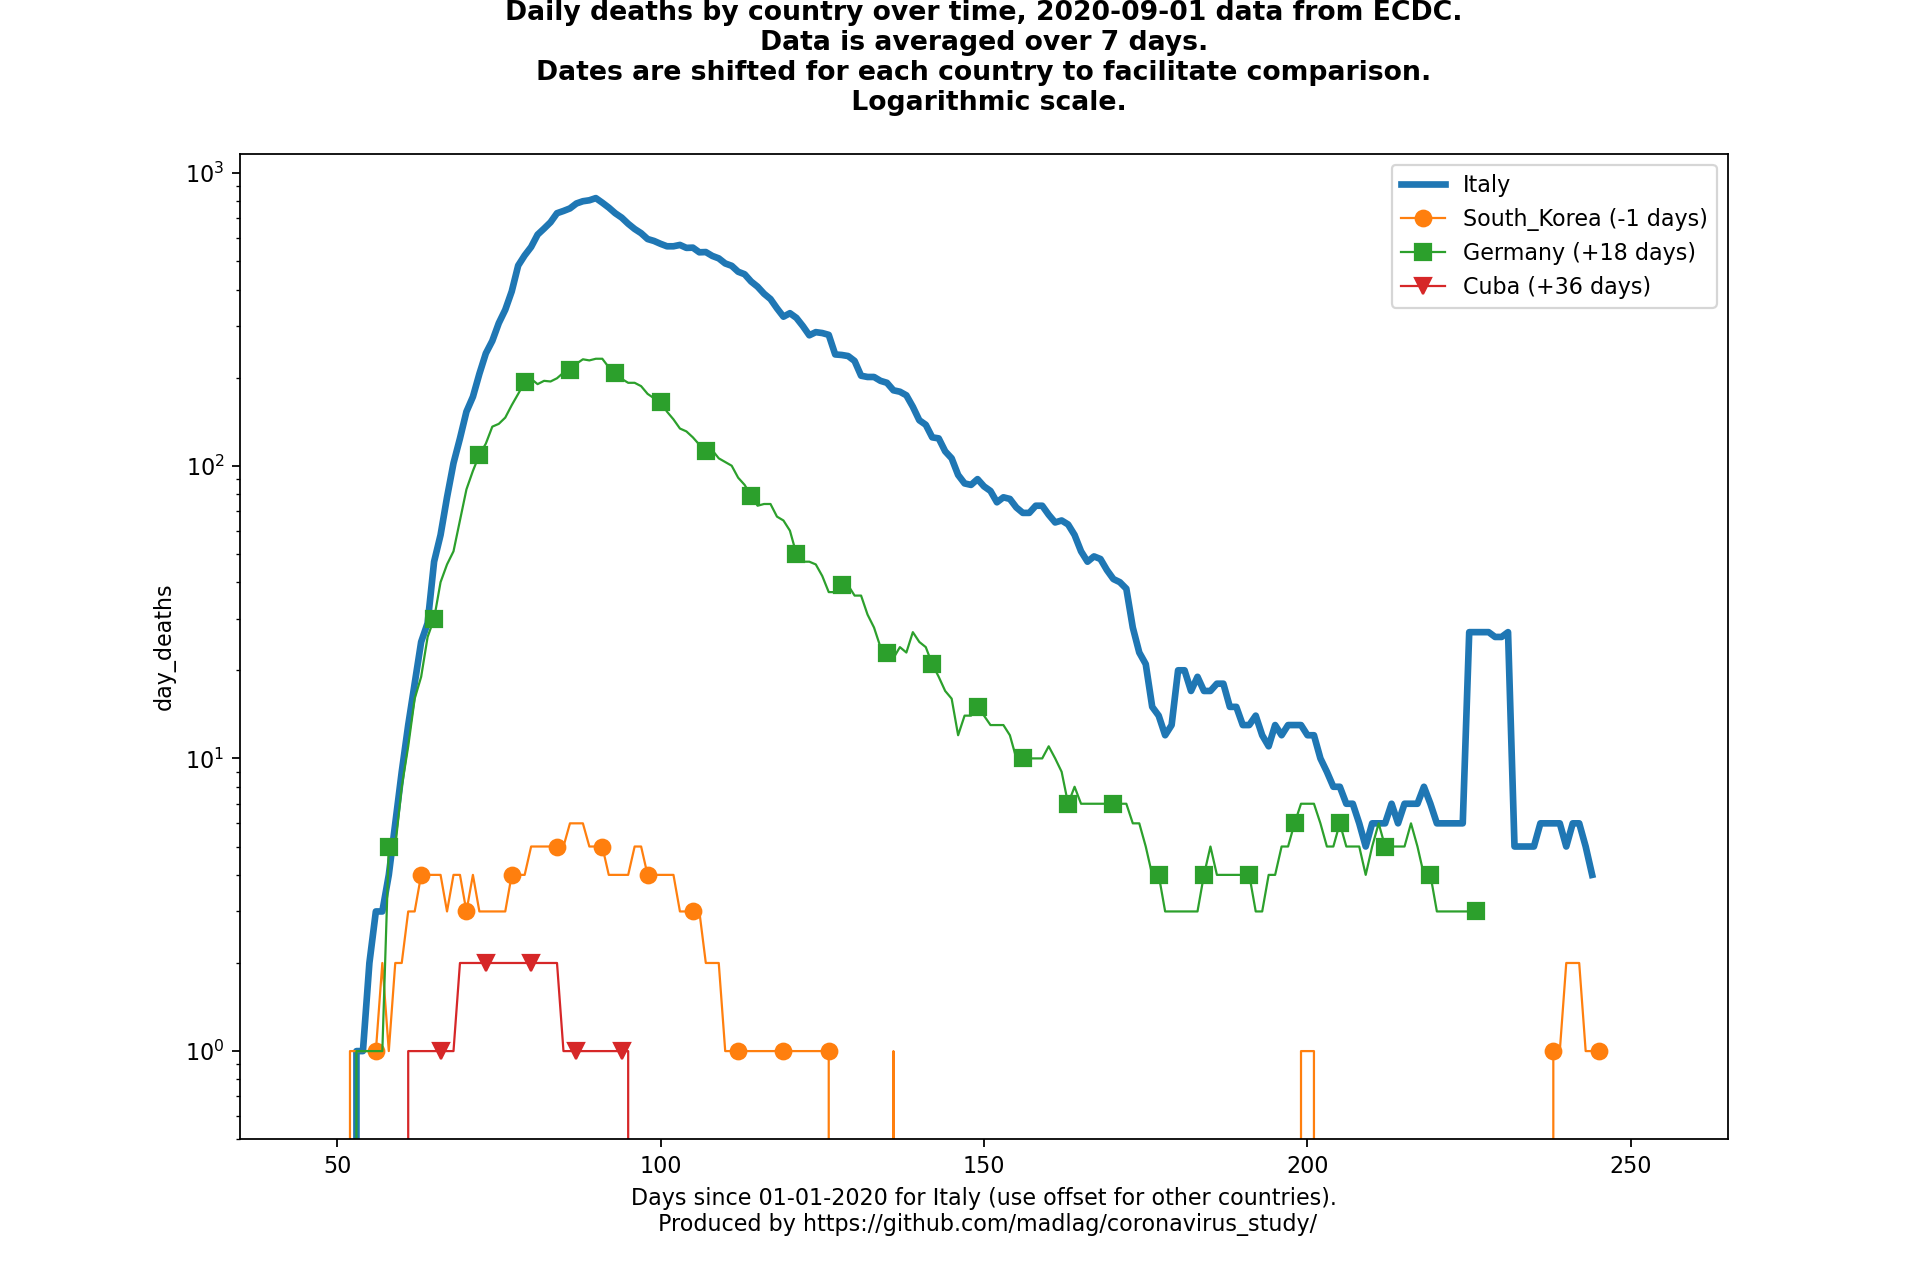 Daily deaths by country over time, 2020-09-01 data from ECDC.
Data is averaged over 7 days.
Dates are shifted for each country to facilitate comparison.
Logarithmic scale.
10³
10²
10¹
10⁰
day_deaths
Italy
South_Korea (-1 days)
Germany (+18 days)
Cuba (+36 days)
50 100 150 200 250
Days since 01-01-2020 for Italy (use offset for other countries).
Produced by https://github.com/madlag/coronavirus_study/